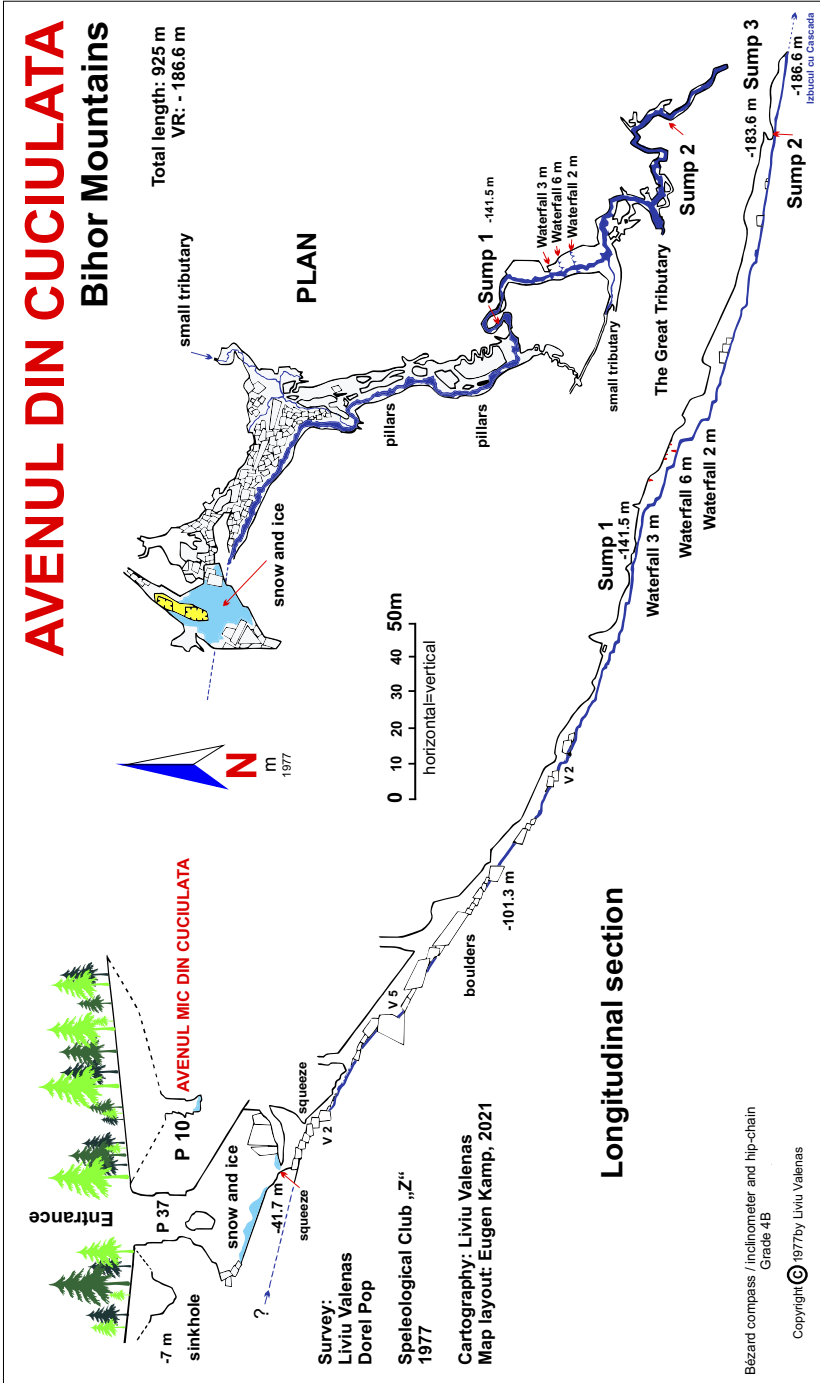 AVENUL DIN CUCIULATA
Bihor Mountains
Total length: 925 m
VR: - 186.6 m
PLAN
small tributary
snow and ice
pillars
pillars
Sump 1 -141.5 m
Waterfall 3 m
Waterfall 6 m
Waterfall 2 m
small tributary
The Great Tributary
Sump 2
N
m
1977
0 10 20 30 40 50m
horizontal=vertical
Entrance
-7 m
sinkhole
P 37
P 10
AVENUL MIC DIN CUCIULATA
snow and ice
-41.7 m
squeeze
squeeze
?
V 2
V 5
boulders
-101.3 m
V 2
Sump 1
-141.5 m
Waterfall 3 m
Waterfall 6 m
Waterfall 2 m
Sump 2
-183.6 m
Sump 3
-186.6 m
Izbucul cu Cascada
Longitudinal section
Survey:
Liviu Valenas
Dorel Pop
Speleological Club „Z“
1977
Cartography: Liviu Valenas
Map layout: Eugen Kamp, 2021
Bézard compass / inclinometer and hip-chain
Grade 4B
Copyright © 1977by Liviu Valenas